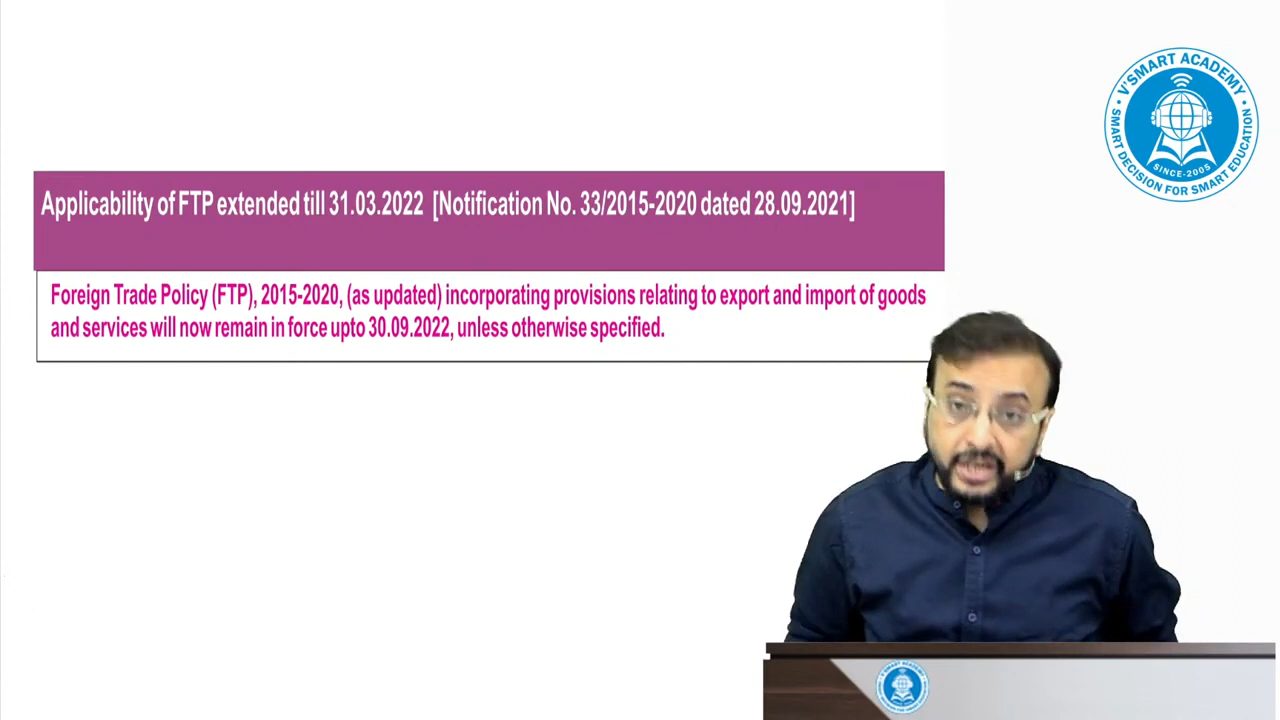 V'SMART ACADEMY
SMART DECISION FOR SMART EDUCATION
SINCE-2005
Applicability of FTP extended till 31.03.2022 [Notification No. 33/2015-2020 dated 28.09.2021]
Foreign Trade Policy (FTP), 2015-2020, (as updated) incorporating provisions relating to export and import of goods
and services will now remain in force upto 30.09.2022, unless otherwise specified.
V'SMART ACADEMY